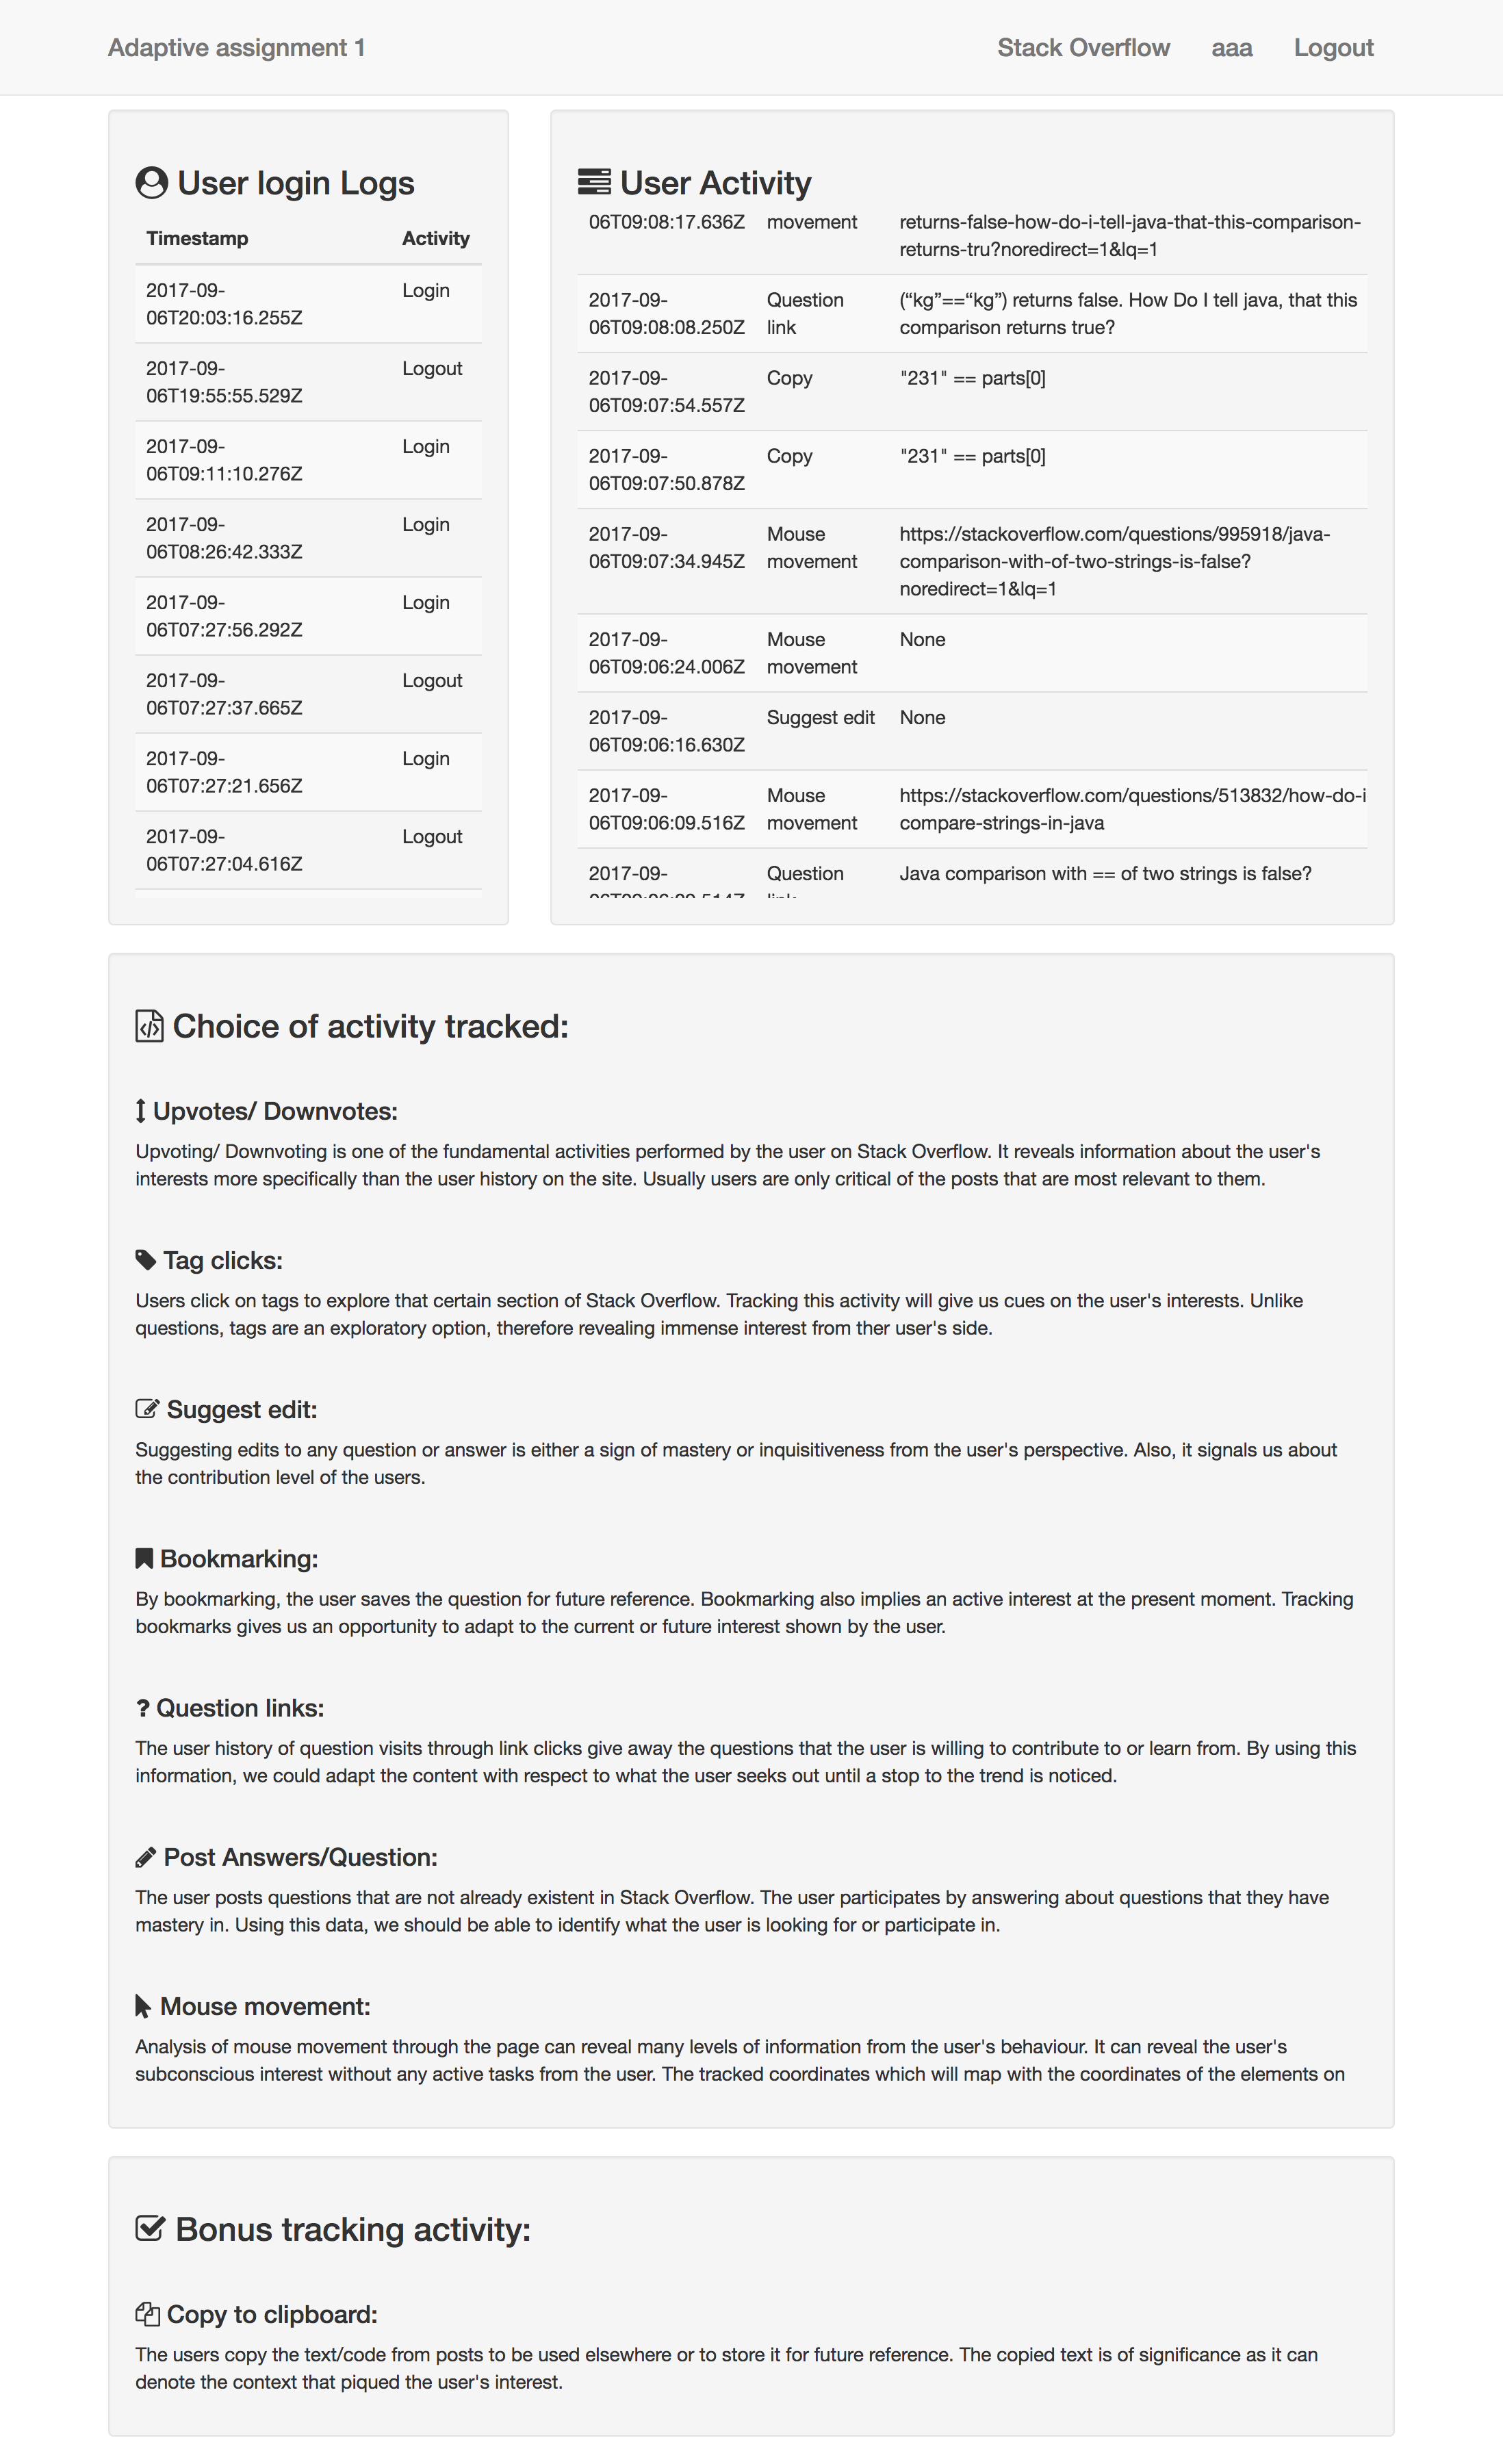 Adaptive assignment 1
Stack Overflow
aaa
Logout
User login Logs
Timestamp Activity
2017-09- Login
06T20:03:16.255Z
2017-09- Logout
06T19:55:55.529Z
2017-09- Login
06T09:11:10.276Z
2017-09- Login
06T08:26:42.333Z
2017-09- Login
06T07:27:56.292Z
2017-09- Logout
06T07:27:37.665Z
2017-09- Login
06T07:27:21.656Z
2017-09- Logout
06T07:27:04.616Z
User Activity
06T09:08:17.636Z movement returns-false-how-do-i-tell-java-that-this-comparison-
returns-tru?noredirect=1&lq=1
2017-09- Question (“kg”==“kg”) returns false. How Do I tell java, that this
06T09:08:08.250Z link comparison returns true?
2017-09- Copy "231" == parts[0]
06T09:07:54.557Z
2017-09- Copy "231" == parts[0]
06T09:07:50.878Z
2017-09- Mouse https://stackoverflow.com/questions/995918/java-
06T09:07:34.945Z movement comparison-with-of-two-strings-is-false?
noredirect=1&lq=1
2017-09- Mouse None
06T09:06:24.006Z movement
2017-09- Suggest edit None
06T09:06:16.630Z
2017-09- Mouse https://stackoverflow.com/questions/513832/how-do-i
06T09:06:09.516Z movement compare-strings-in-java
2017-09- Question Java comparison with == of two strings is false?
Choice of activity tracked:
Upvotes/ Downvotes:
Upvoting/ Downvoting is one of the fundamental activities performed by the user on Stack Overflow. It reveals information about the user's
interests more specifically than the user history on the site. Usually users are only critical of the posts that are most relevant to them.
Tag clicks:
Users click on tags to explore that certain section of Stack Overflow. Tracking this activity will give us cues on the user's interests. Unlike
questions, tags are an exploratory option, therefore revealing immense interest from ther user's side.
Suggest edit:
Suggesting edits to any question or answer is either a sign of mastery or inquisitiveness from the user's perspective. Also, it signals us about
the contribution level of the users.
Bookmarking:
By bookmarking, the user saves the question for future reference. Bookmarking also implies an active interest at the present moment. Tracking
bookmarks gives us an opportunity to adapt to the current or future interest shown by the user.
? Question links:
The user history of question visits through link clicks give away the questions that the user is willing to contribute to or learn from. By using this
information, we could adapt the content with respect to what the user seeks out until a stop to the trend is noticed.
Post Answers/Question:
The user posts questions that are not already existent in Stack Overflow. The user participates by answering about questions that they have
mastery in. Using this data, we should be able to identify what the user is looking for or participate in.
Mouse movement:
Analysis of mouse movement through the page can reveal many levels of information from the user's behaviour. It can reveal the user's
subconscious interest without any active tasks from the user. The tracked coordinates which will map with the coordinates of the elements on
Bonus tracking activity:
Copy to clipboard:
The users copy the text/code from posts to be used elsewhere or to store it for future reference. The copied text is of significance as it can
denote the context that piqued the user's interest.